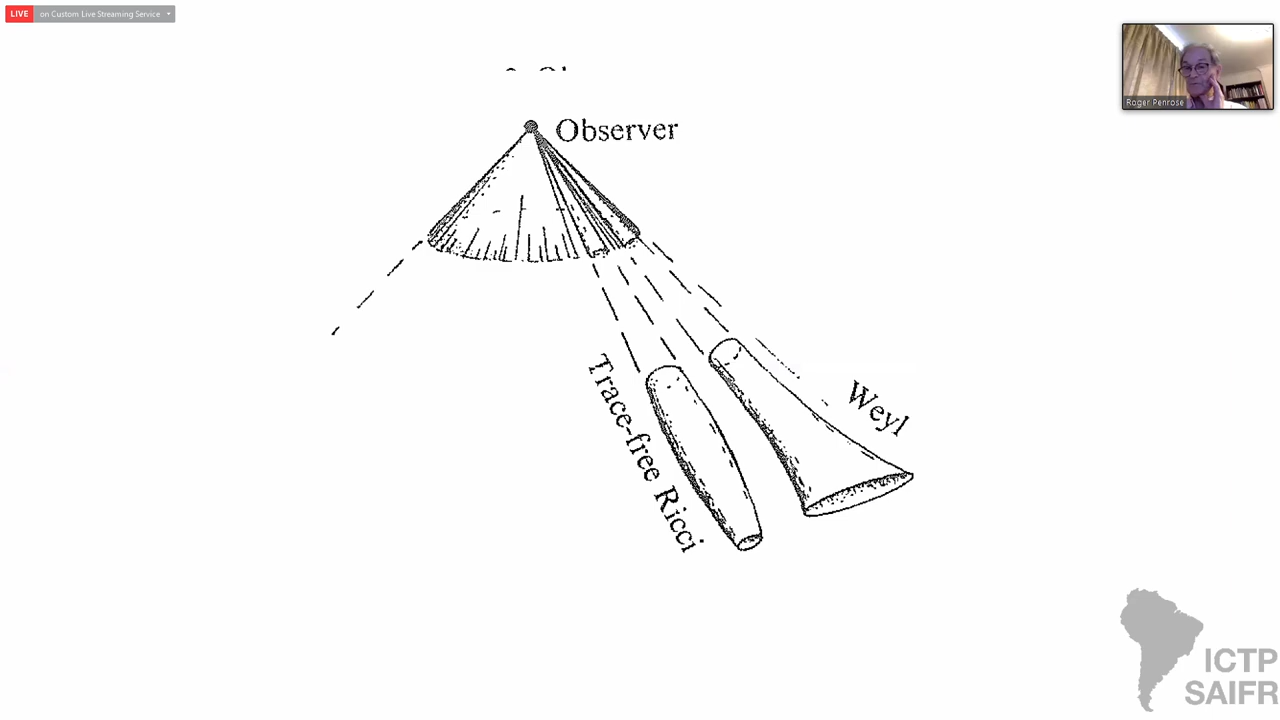 LIVE on Custom Live Streaming Service
Roger Penrose
Observer
Trace-free Ricci
Weyl
ICTP
SAIFR